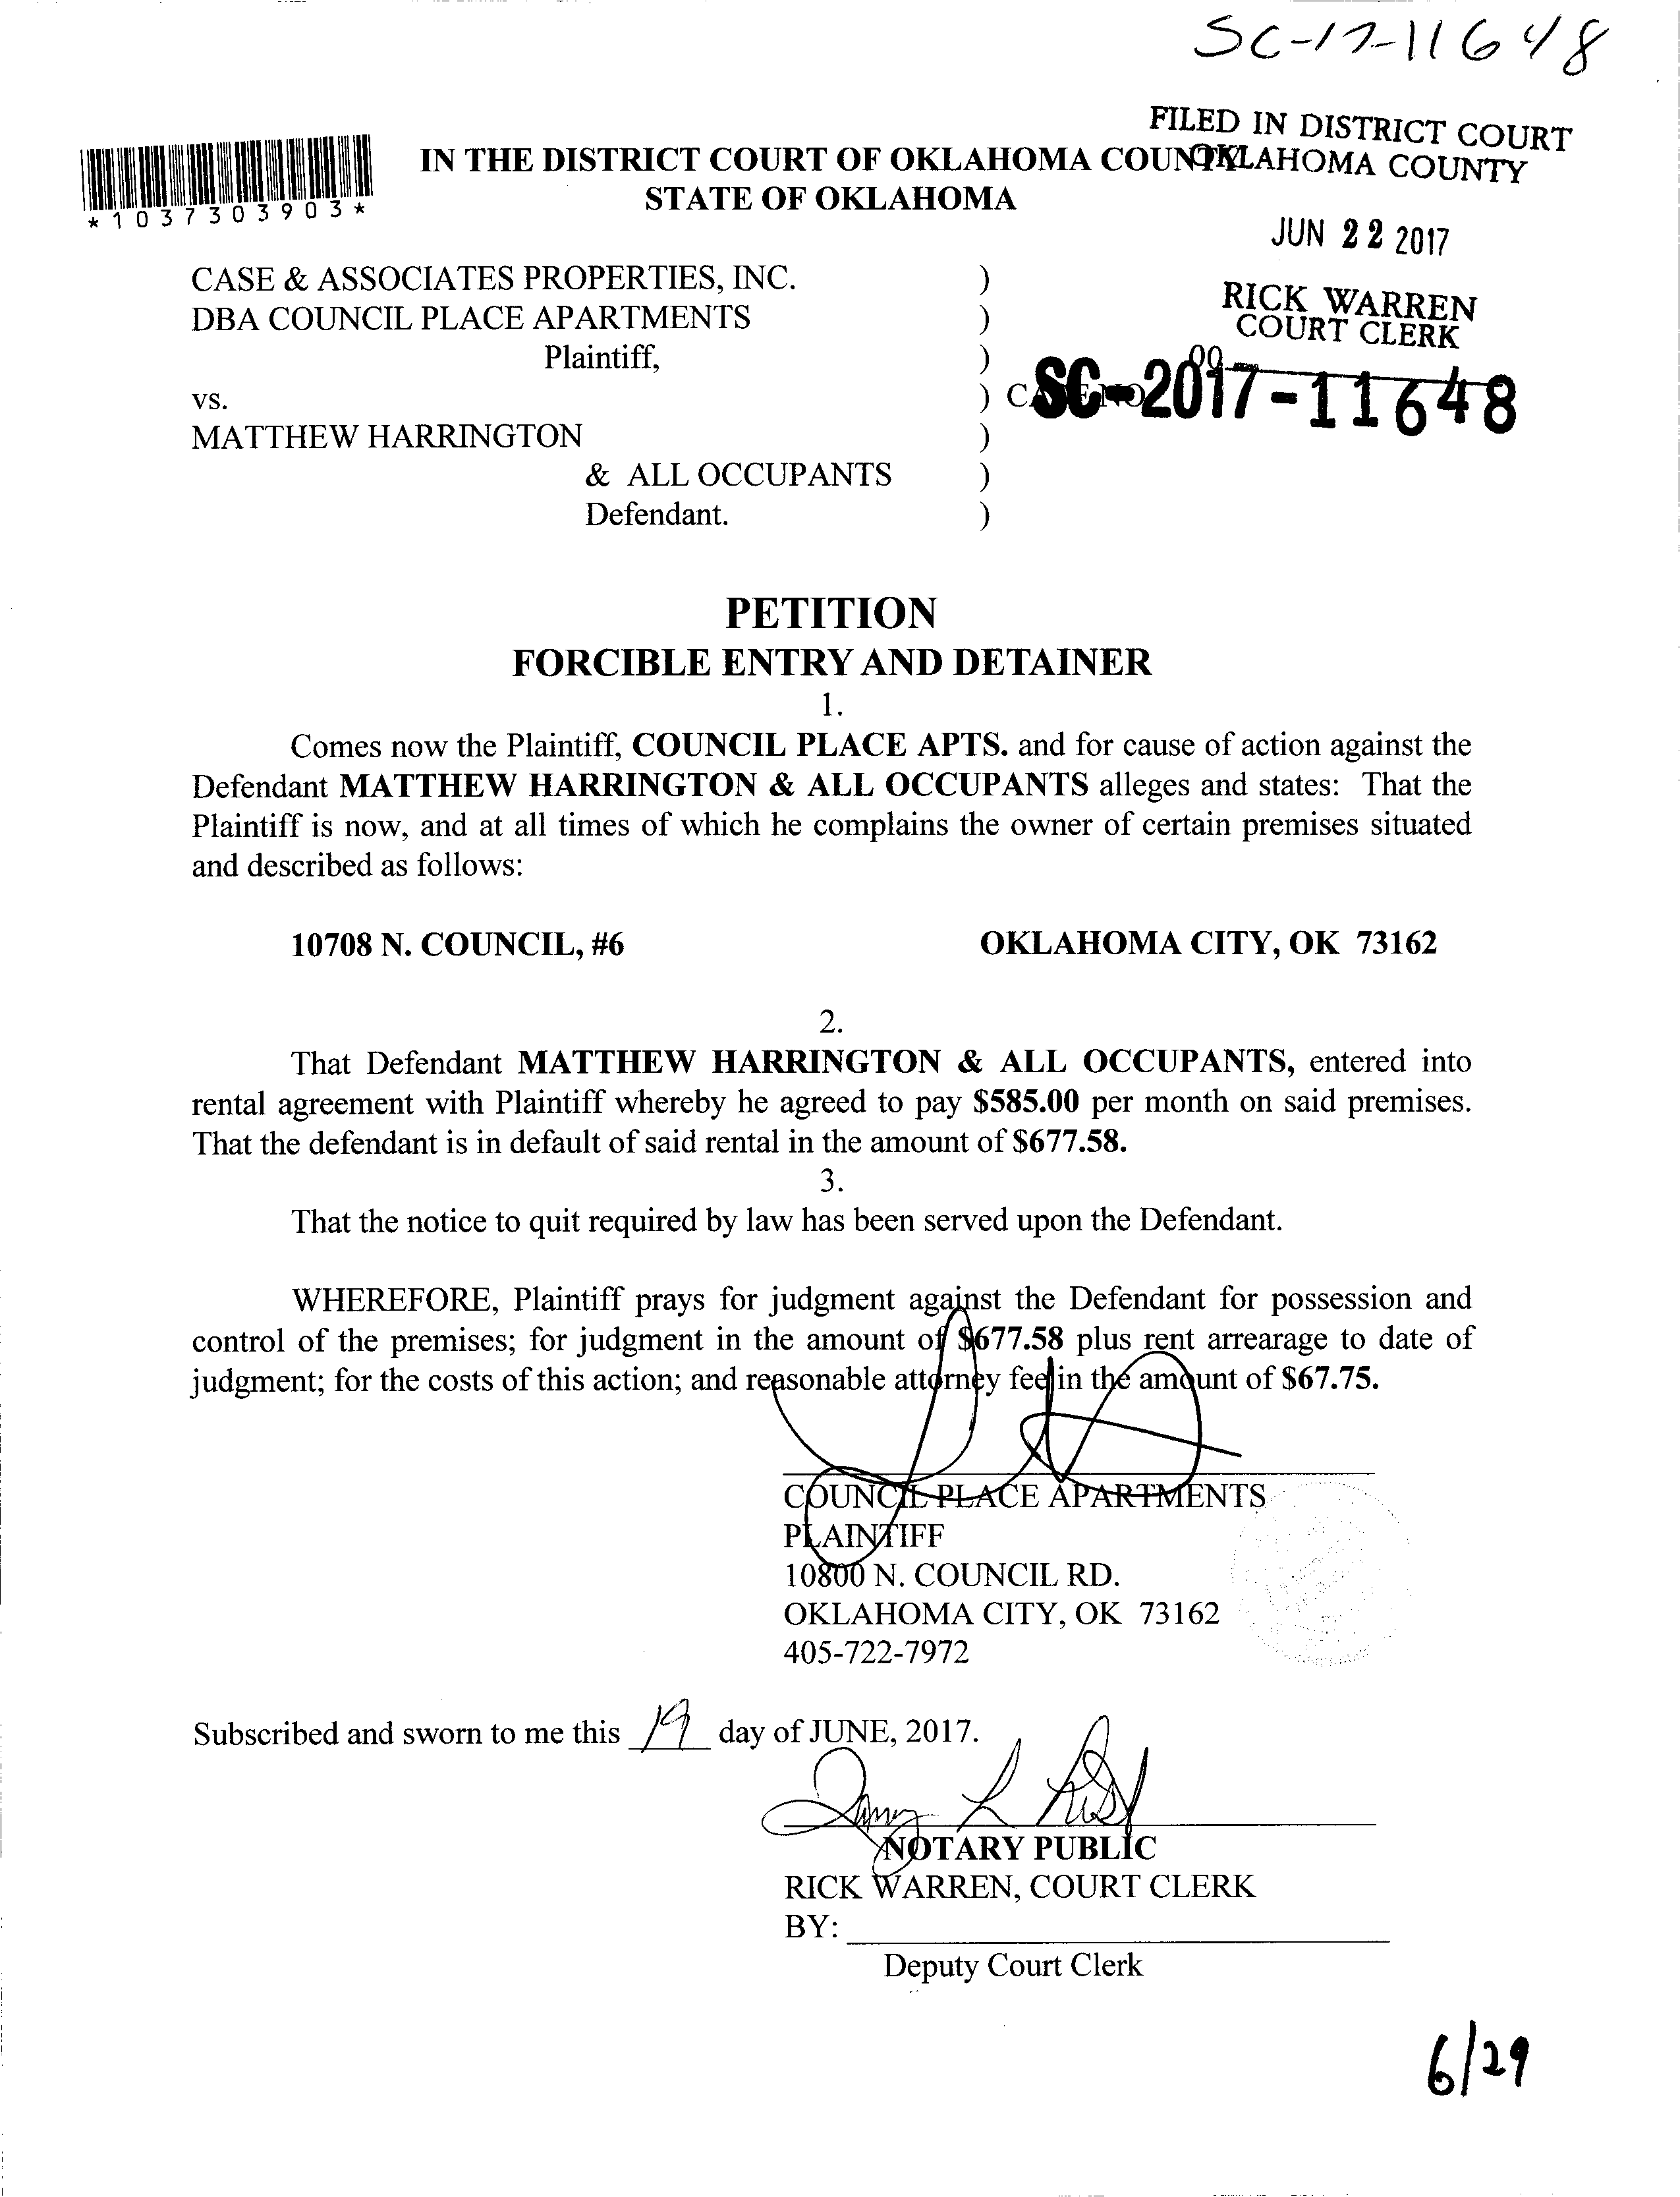 SC-17-11648
FILED IN DISTRICT COURT
OKLAHOMA COUNTY
*1037303903*
IN THE DISTRICT COURT OF OKLAHOMA COUNTY
STATE OF OKLAHOMA
JUN 22 2017
RICK WARREN
COURT CLERK
CASE & ASSOCIATES PROPERTIES, INC. )
DBA COUNCIL PLACE APARTMENTS )
Plaintiff, )
vs. ) CASE NO.
SC-2017-11648
MATTHEW HARRINGTON )
& ALL OCCUPANTS )
Defendant. )
PETITION
FORCIBLE ENTRY AND DETAINER
1.
Comes now the Plaintiff, COUNCIL PLACE APTS. and for cause of action against the
Defendant MATTHEW HARRINGTON & ALL OCCUPANTS alleges and states: That the
Plaintiff is now, and at all times of which he complains the owner of certain premises situated
and described as follows:
10708 N. COUNCIL, #6 OKLAHOMA CITY, OK 73162
2.
That Defendant MATTHEW HARRINGTON & ALL OCCUPANTS, entered into
rental agreement with Plaintiff whereby he agreed to pay $585.00 per month on said premises.
That the defendant is in default of said rental in the amount of $677.58.
3.
That the notice to quit required by law has been served upon the Defendant.
WHEREFORE, Plaintiff prays for judgment against the Defendant for possession and
control of the premises; for judgment in the amount of $677.58 plus rent arrearage to date of
judgment; for the costs of this action; and reasonable attorney fee in the amount of $67.75.
COUNCIL PLACE APARTMENTS
PLAINTIFF
10800 N. COUNCIL RD.
OKLAHOMA CITY, OK 73162
405-722-7972
Subscribed and sworn to me this 19 day of JUNE, 2017.
NOTARY PUBLIC
RICK WARREN, COURT CLERK
BY:
Deputy Court Clerk
6/29